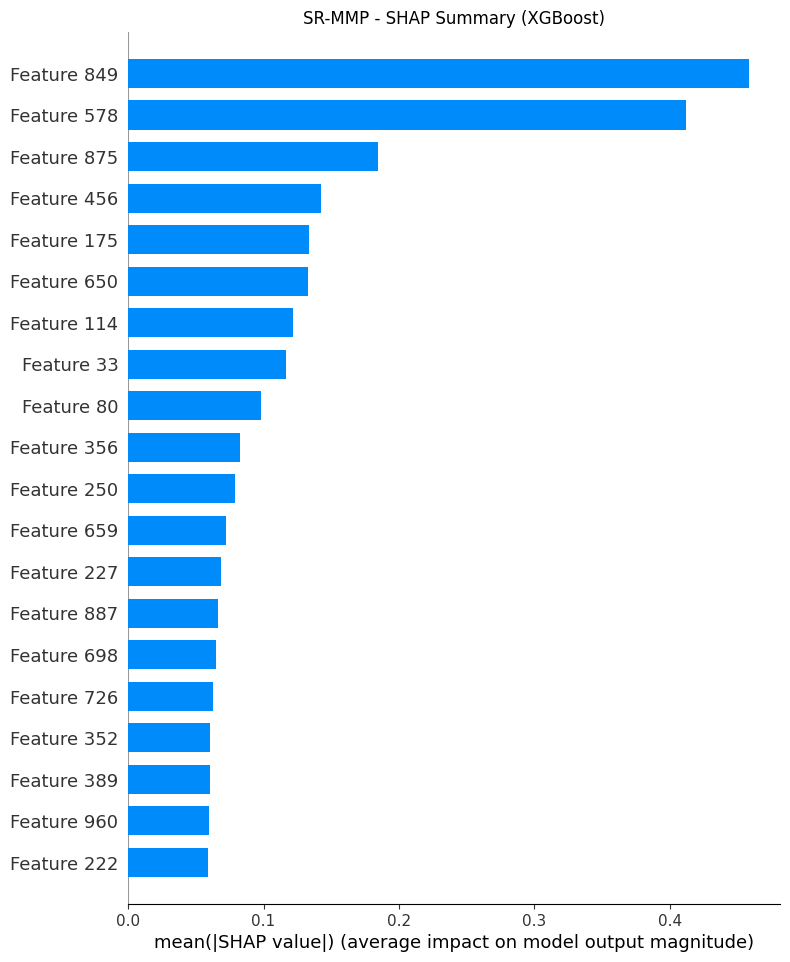 SR-MMP - SHAP Summary (XGBoost)
Feature 849
Feature 578
Feature 875
Feature 456
Feature 175
Feature 650
Feature 114
Feature 33
Feature 80
Feature 356
Feature 250
Feature 659
Feature 227
Feature 887
Feature 698
Feature 726
Feature 352
Feature 389
Feature 960
Feature 222
0.0 0.1 0.2 0.3 0.4
mean(|SHAP value|) (average impact on model output magnitude)